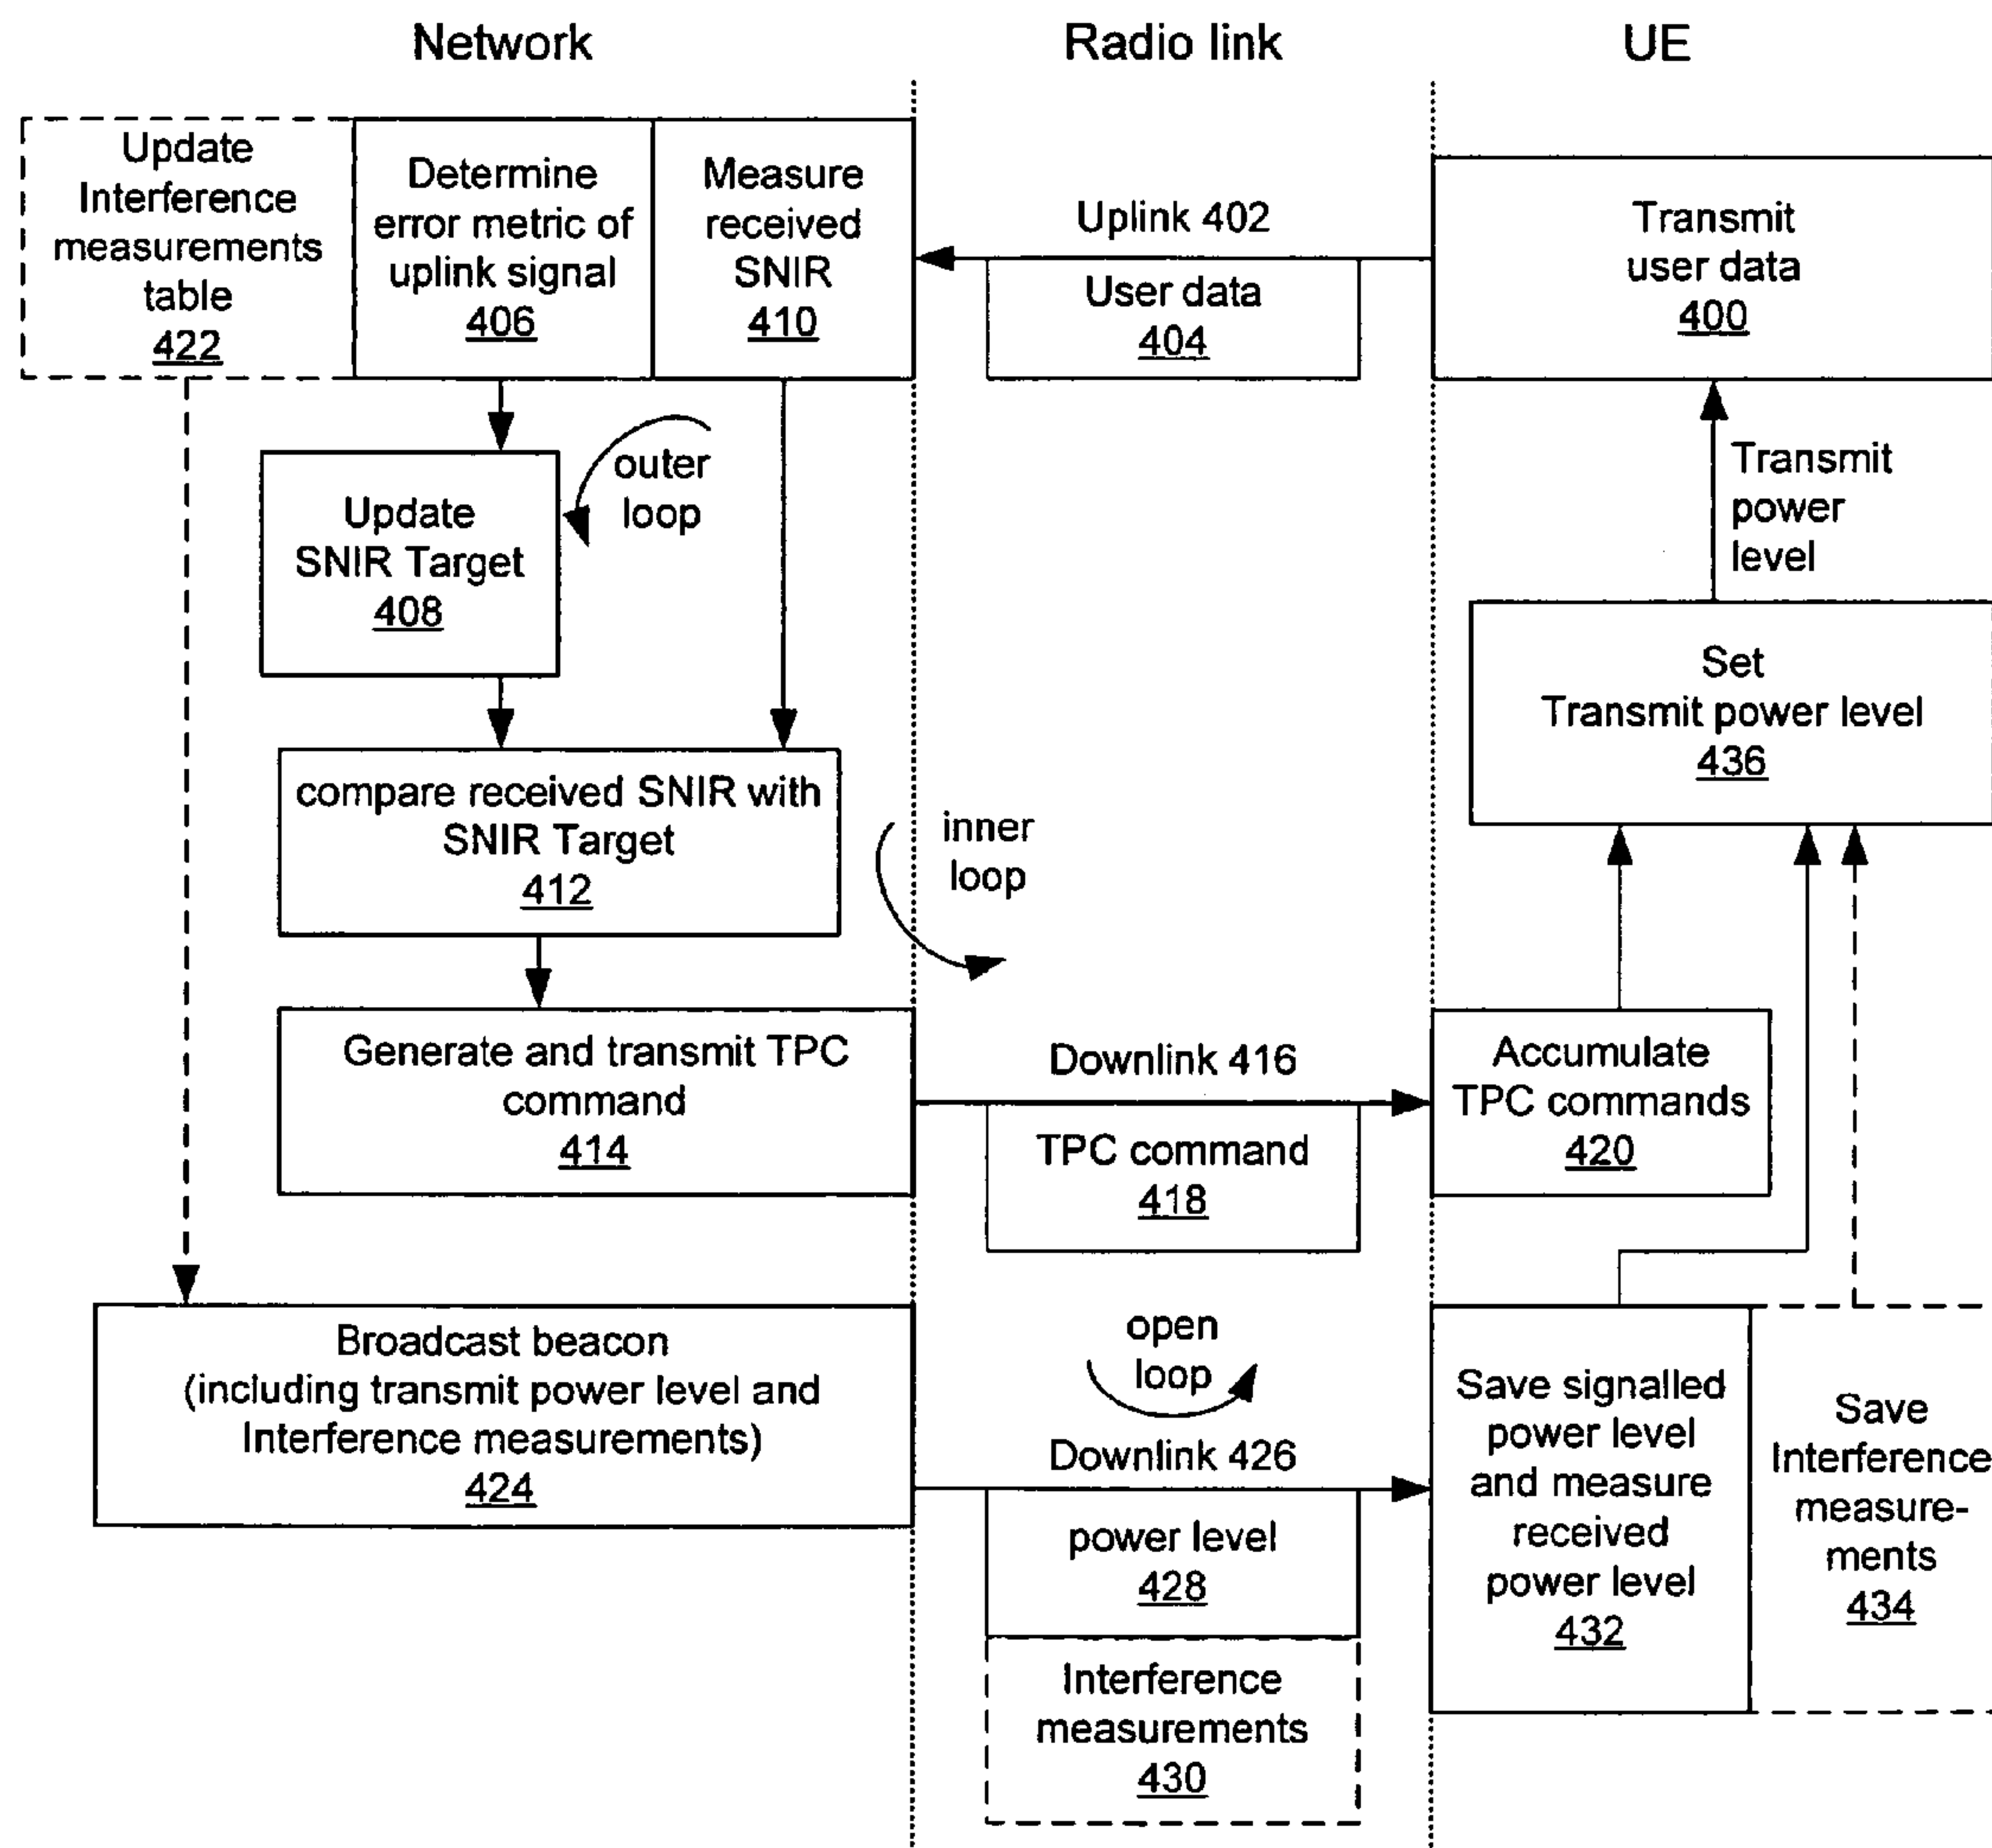 Network
Radio link
UE
Update
Interference
measurements
table
422
Determine
error metric of
uplink signal
406
Measure
received
SNIR
410
Uplink 402
User data
404
Transmit
user data
400
outer
loop
Update
SNIR Target
408
Transmit
power
level
Set
Transmit power level
436
compare received SNIR with
SNIR Target
412
inner
loop
Generate and transmit TPC
command
414
Downlink 416
TPC command
418
Accumulate
TPC commands
420
Broadcast beacon
(including transmit power level and
Interference measurements)
424
open
loop
Downlink 426
power level
428
Interference
measurements
430
Save signalled
power level
and measure
received
power level
432
Save
Interference
measure-
ments
434